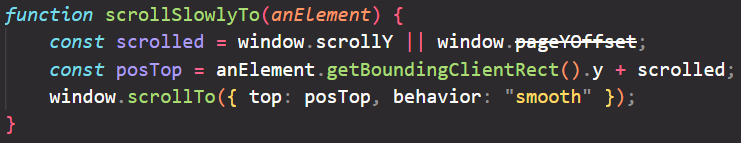 function scrollSlowlyTo(anElement) {
    const scrolled = window.scrollY || window.pageYOffset;
    const posTop = anElement.getBoundingClientRect().y + scrolled;
    window.scrollTo({ top: posTop, behavior: "smooth" });
}